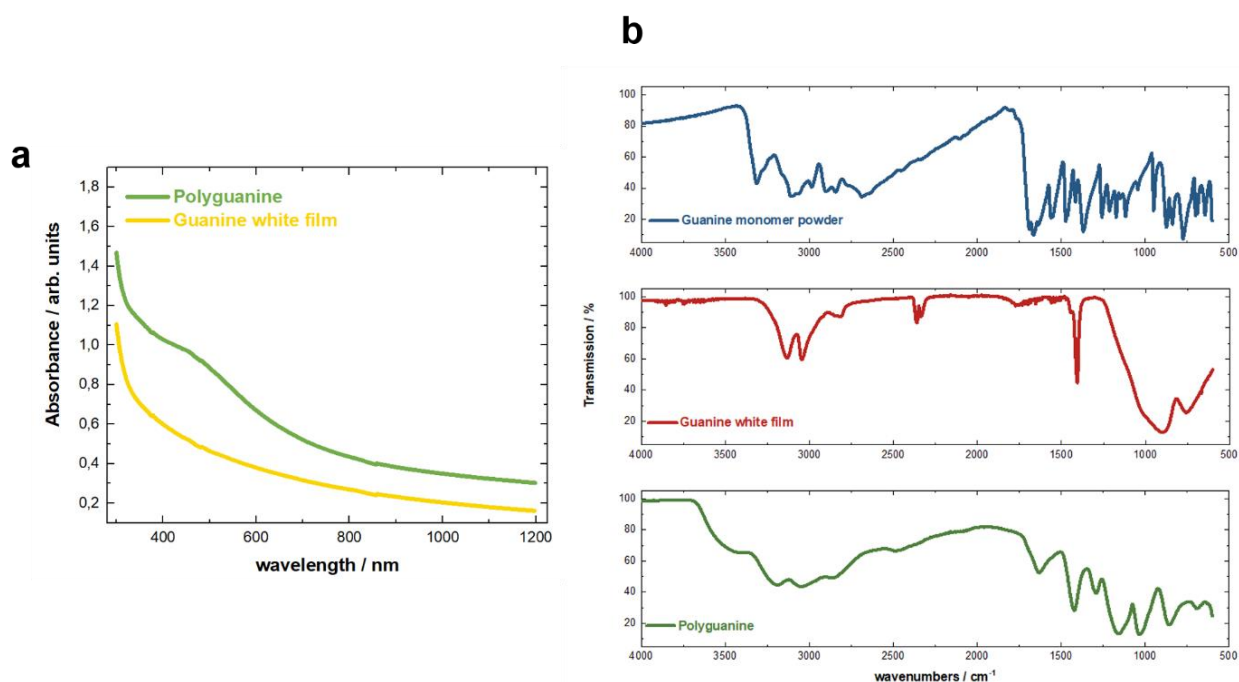 a
1,8
1,6
1,4
1,2
1,0
0,8
0,6
0,4
0,2
Absorbance / arb. units
Polyguanine
Guanine white film
400 600 800 1000 1200
wavelength / nm
b
100
80
60
40
20
Guanine monomer powder
4000 3500 3000 2500 2000 1500 1000 500
Transmission / %
100
80
60
40
20
Guanine white film
4000 3500 3000 2500 2000 1500 1000 500
100
80
60
40
20
Polyguanine
4000 3500 3000 2500 2000 1500 1000 500
wavenumbers / cm⁻¹